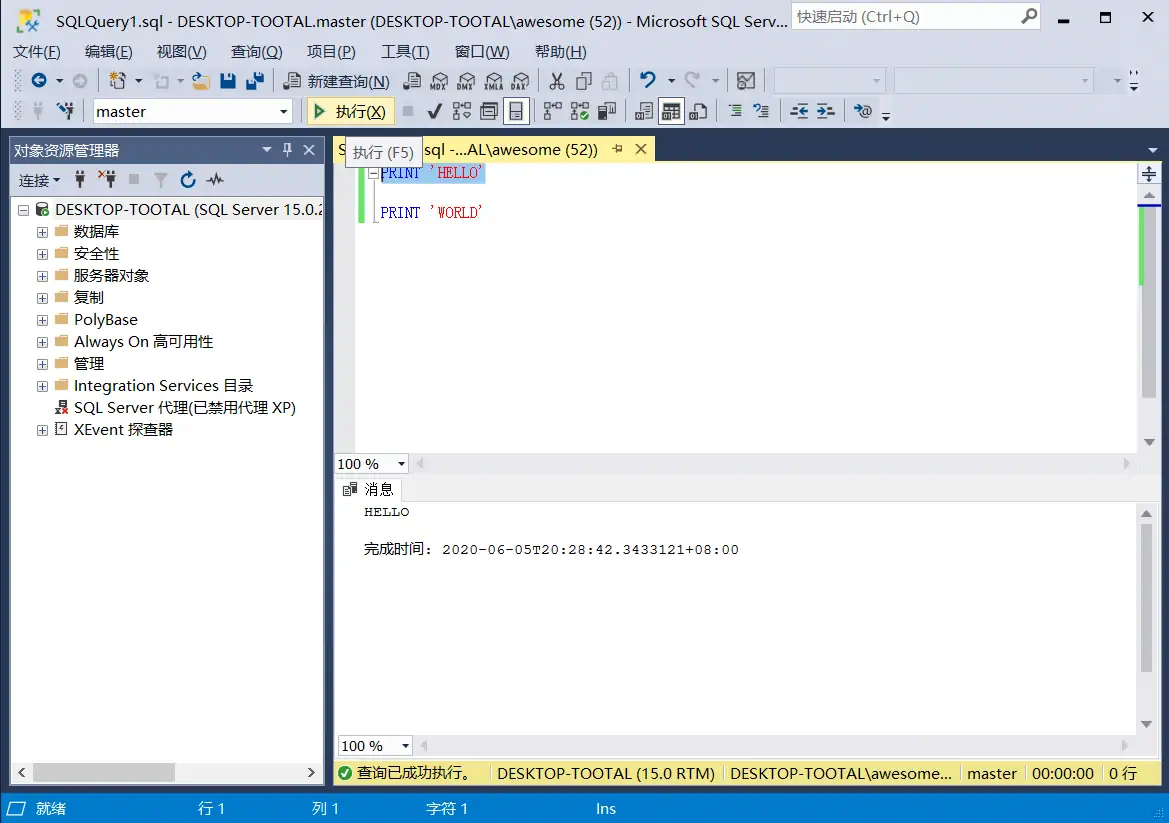 SQLQuery1.sql - DESKTOP-TOOTAL.master (DESKTOP-TOOTAL\awesome (52)) - Microsoft SQL Serv...
快速启动 (Ctrl+Q)
文件(F) 编辑(E) 视图(V) 查询(Q) 项目(P) 工具(T) 窗口(W) 帮助(H)
新建查询(N) MDX DMX XMLA DAX
master 执行(X)
对象资源管理器
S
执行 (F5)
sql -...AL\awesome (52))
连接
PRINT 'HELLO'
PRINT 'WORLD'
DESKTOP-TOOTAL (SQL Server 15.0.2
数据库
安全性
服务器对象
复制
PolyBase
Always On 高可用性
管理
Integration Services 目录
SQL Server 代理(已禁用代理 XP)
XEvent 探查器
100 %
消息
HELLO
完成时间: 2020-06-05T20:28:42.3433121+08:00
100 %
查询已成功执行。 DESKTOP-TOOTAL (15.0 RTM) DESKTOP-TOOTAL\awesome... master 00:00:00 0 行
就绪 行 1 列 1 字符 1 Ins